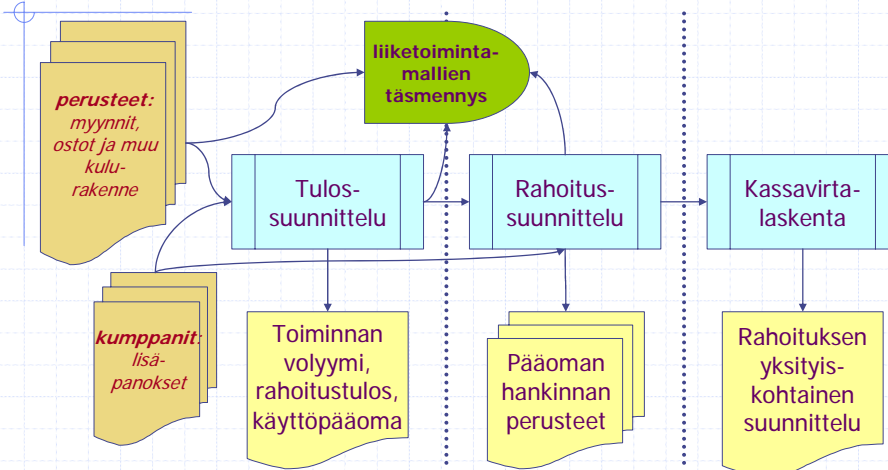 liiketoiminta-
mallien
täsmennys
perusteet:
myynnit,
ostot ja muu
kulu-
rakenne
Tulos-
suunnittelu
Rahoitus-
suunnittelu
Kassavirta-
laskenta
kumppanit:
lisä-
panokset
Toiminnan
volyymi,
rahoitustulos,
käyttöpääoma
Pääoman
hankinnan
perusteet
Rahoituksen
yksityis-
kohtainen
suunnittelu